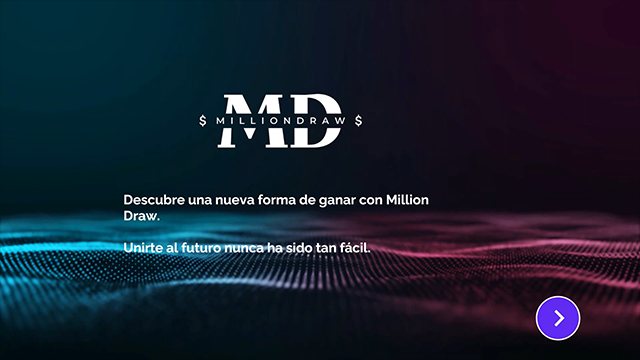 MD
$ MILLIONDRAW $
Descubre una nueva forma de ganar con Million
Draw.
Unirte al futuro nunca ha sido tan fácil.